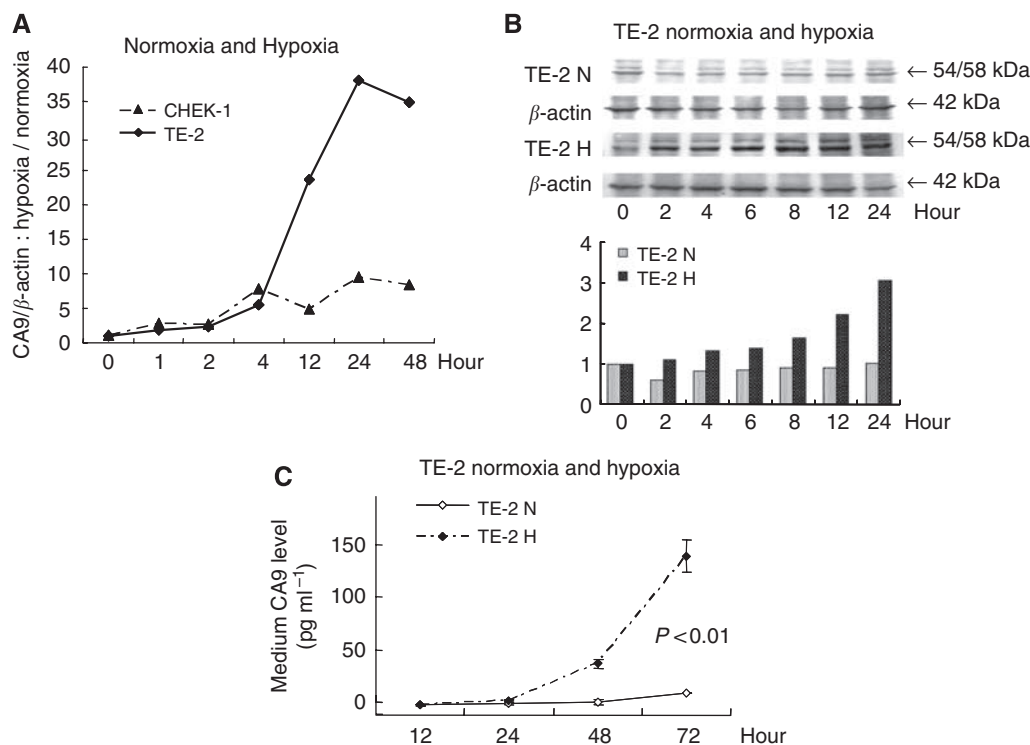 A
Normoxia and Hypoxia
CA9/β-actin : hypoxia / normoxia
40
35
30
25
20
15
10
5
0
CHEK-1
TE-2
0 1 2 4 12 24 48 Hour
B
TE-2 normoxia and hypoxia
TE-2 N ← 54/58 kDa
β-actin ← 42 kDa
TE-2 H ← 54/58 kDa
β-actin ← 42 kDa
0 2 4 6 8 12 24 Hour
4
3
2
1
0
TE-2 N
TE-2 H
0 2 4 6 8 12 24 Hour
C
TE-2 normoxia and hypoxia
Medium CA9 level
(pg ml⁻¹)
150
100
50
0
TE-2 N
TE-2 H
P<0.01
12 24 48 72 Hour